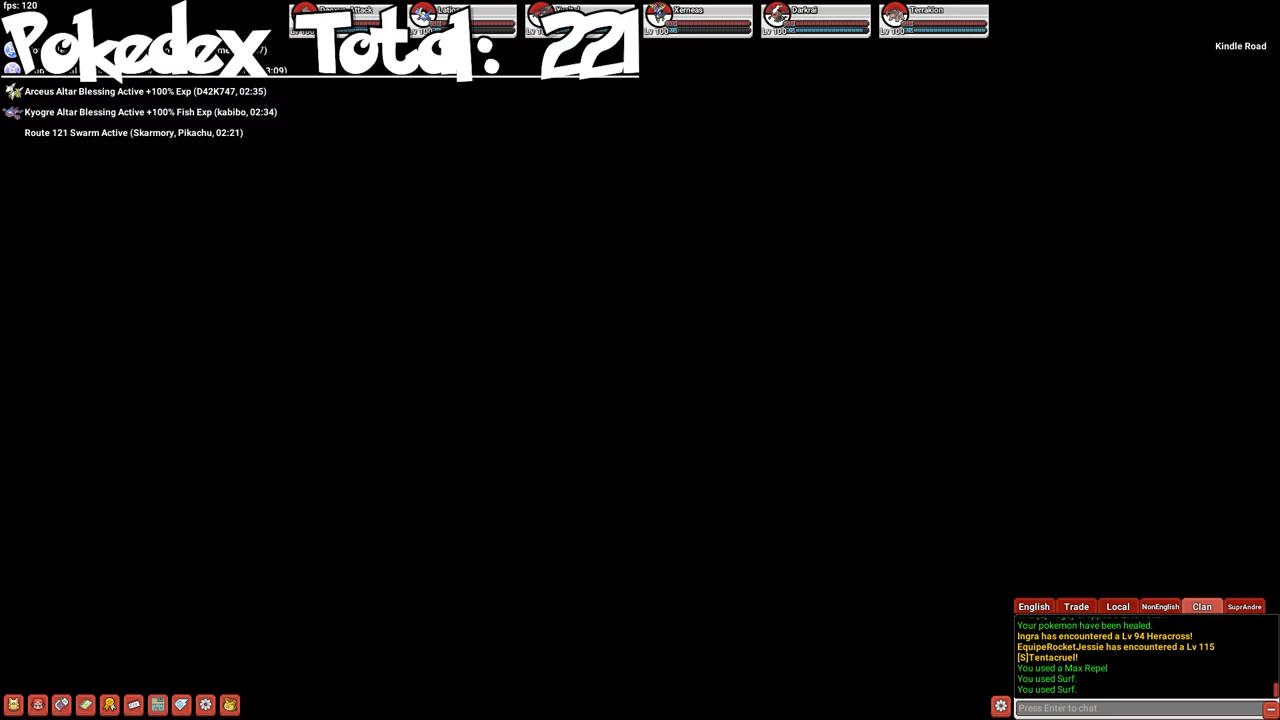 fps: 120
Pokedex Total: 221
Xerneas
Darkrai
Terrakion
Lv 100
Lv 100
Lv 100
Kindle Road
3:09)
Arceus Altar Blessing Active +100% Exp (D42K747, 02:35)
Kyogre Altar Blessing Active +100% Fish Exp (kabibo, 02:34)
Route 121 Swarm Active (Skarmory, Pikachu, 02:21)
English Trade Local NonEnglish Clan SuprAndre
Your pokemon have been healed.
Ingra has encountered a Lv 94 Heracross!
EquipeRocketJessie has encountered a Lv 115
[S]Tentacruel!
You used a Max Repel
You used Surf.
You used Surf.
Press Enter to chat